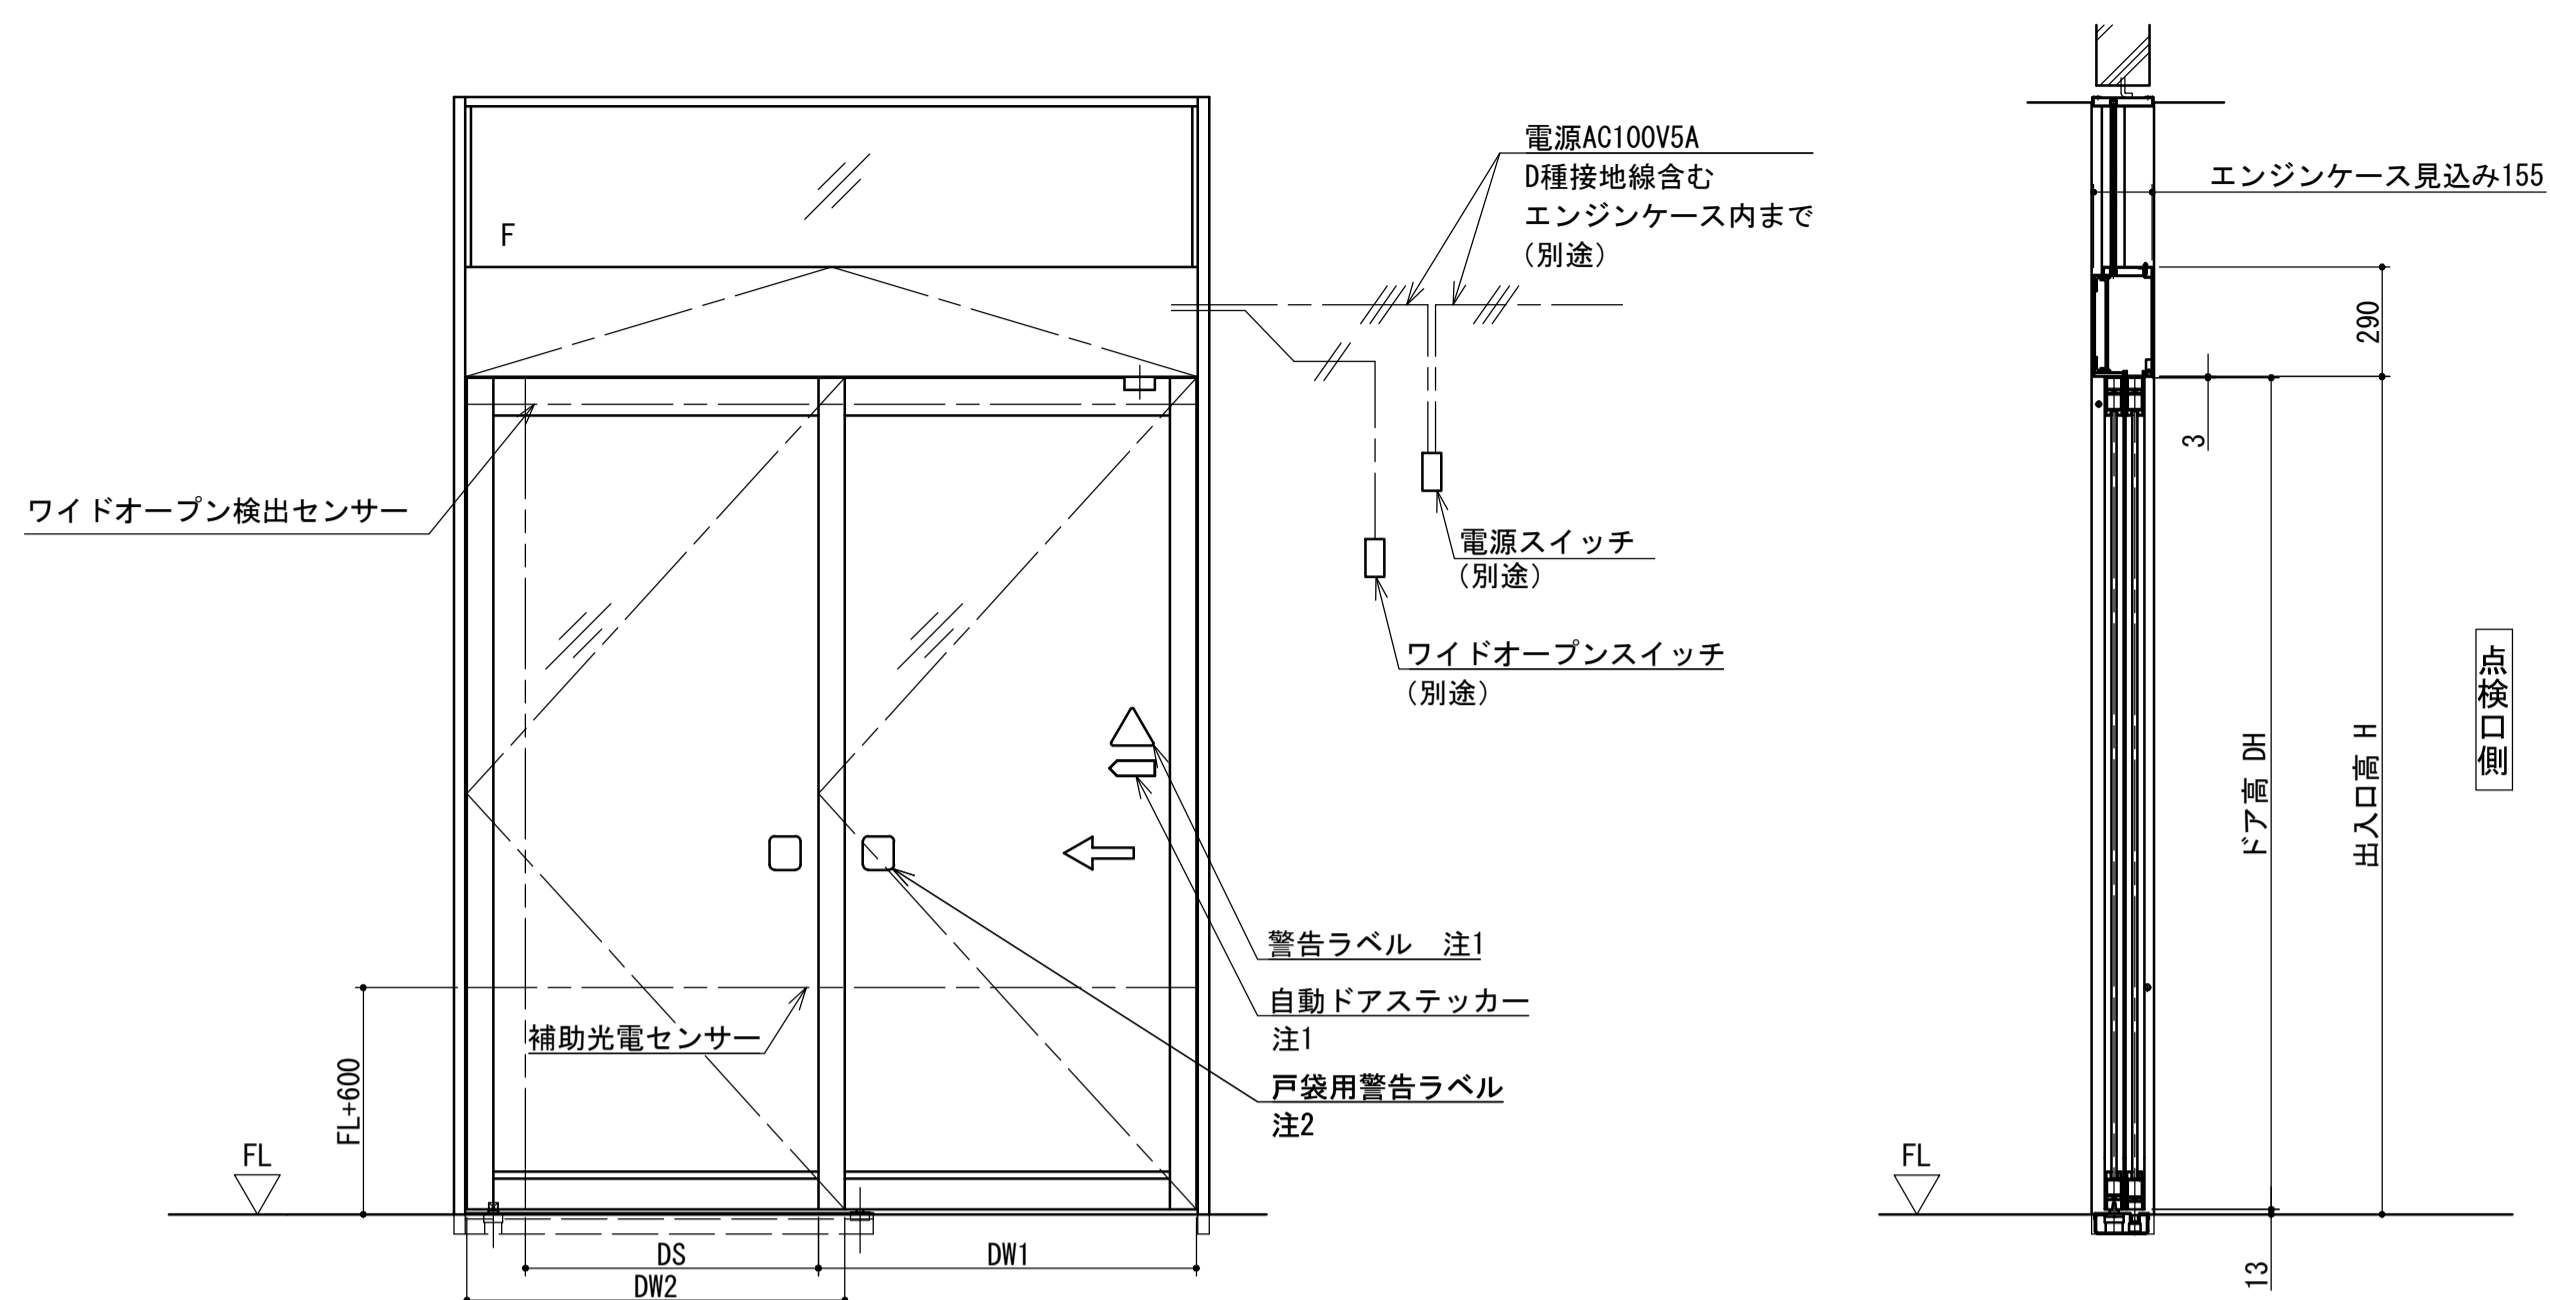 電源AC100V5A
D種接地線含む
エンジンケース内まで
(別途)
エンジンケース見込み155
F
290
3
ワイドオープン検出センサー
電源スイッチ
(別途)
ワイドオープンスイッチ
(別途)
点検口側
ドア高 DH
出入口高 H
警告ラベル 注1
自動ドアステッカー
注1
補助光電センサー
戸袋用警告ラベル
注2
FL+600
FL
FL
DS
DW1
DW2
13